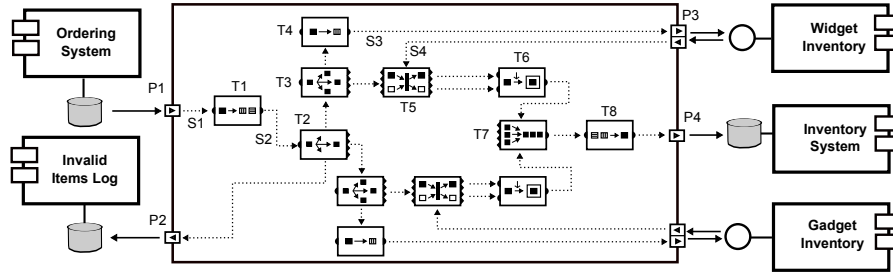 Ordering
System
Invalid
Items Log
P1
P2
S1
T1
S2
T2
T3
T4
S3
S4
T5
T6
T7
T8
P3
P4
Widget
Inventory
Inventory
System
Gadget
Inventory